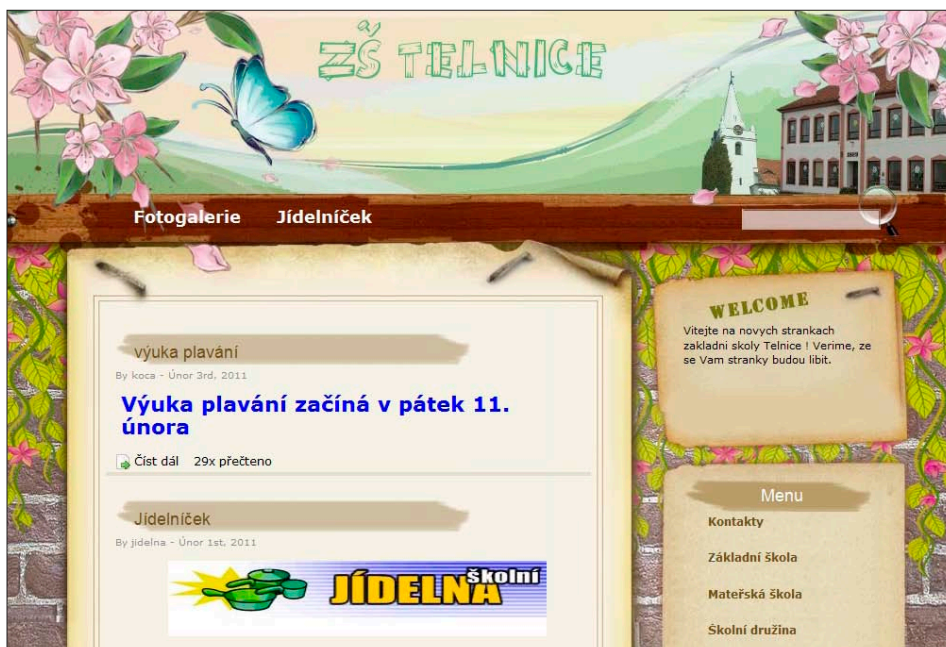 ZŠ TELNICE
Fotogalerie Jídelníček
výuka plavání
By koca - Únor 3rd, 2011
Výuka plavání začíná v pátek 11.
února
Číst dál 29x přečteno
Jídelníček
By jidelna - Únor 1st, 2011
JÍDELNA školní
WELCOME
Vitejte na novych strankach
zakladni skoly Telnice ! Verime, ze
se Vam stranky budou libit.
Menu
Kontakty
Základní škola
Mateřská škola
Školní družina